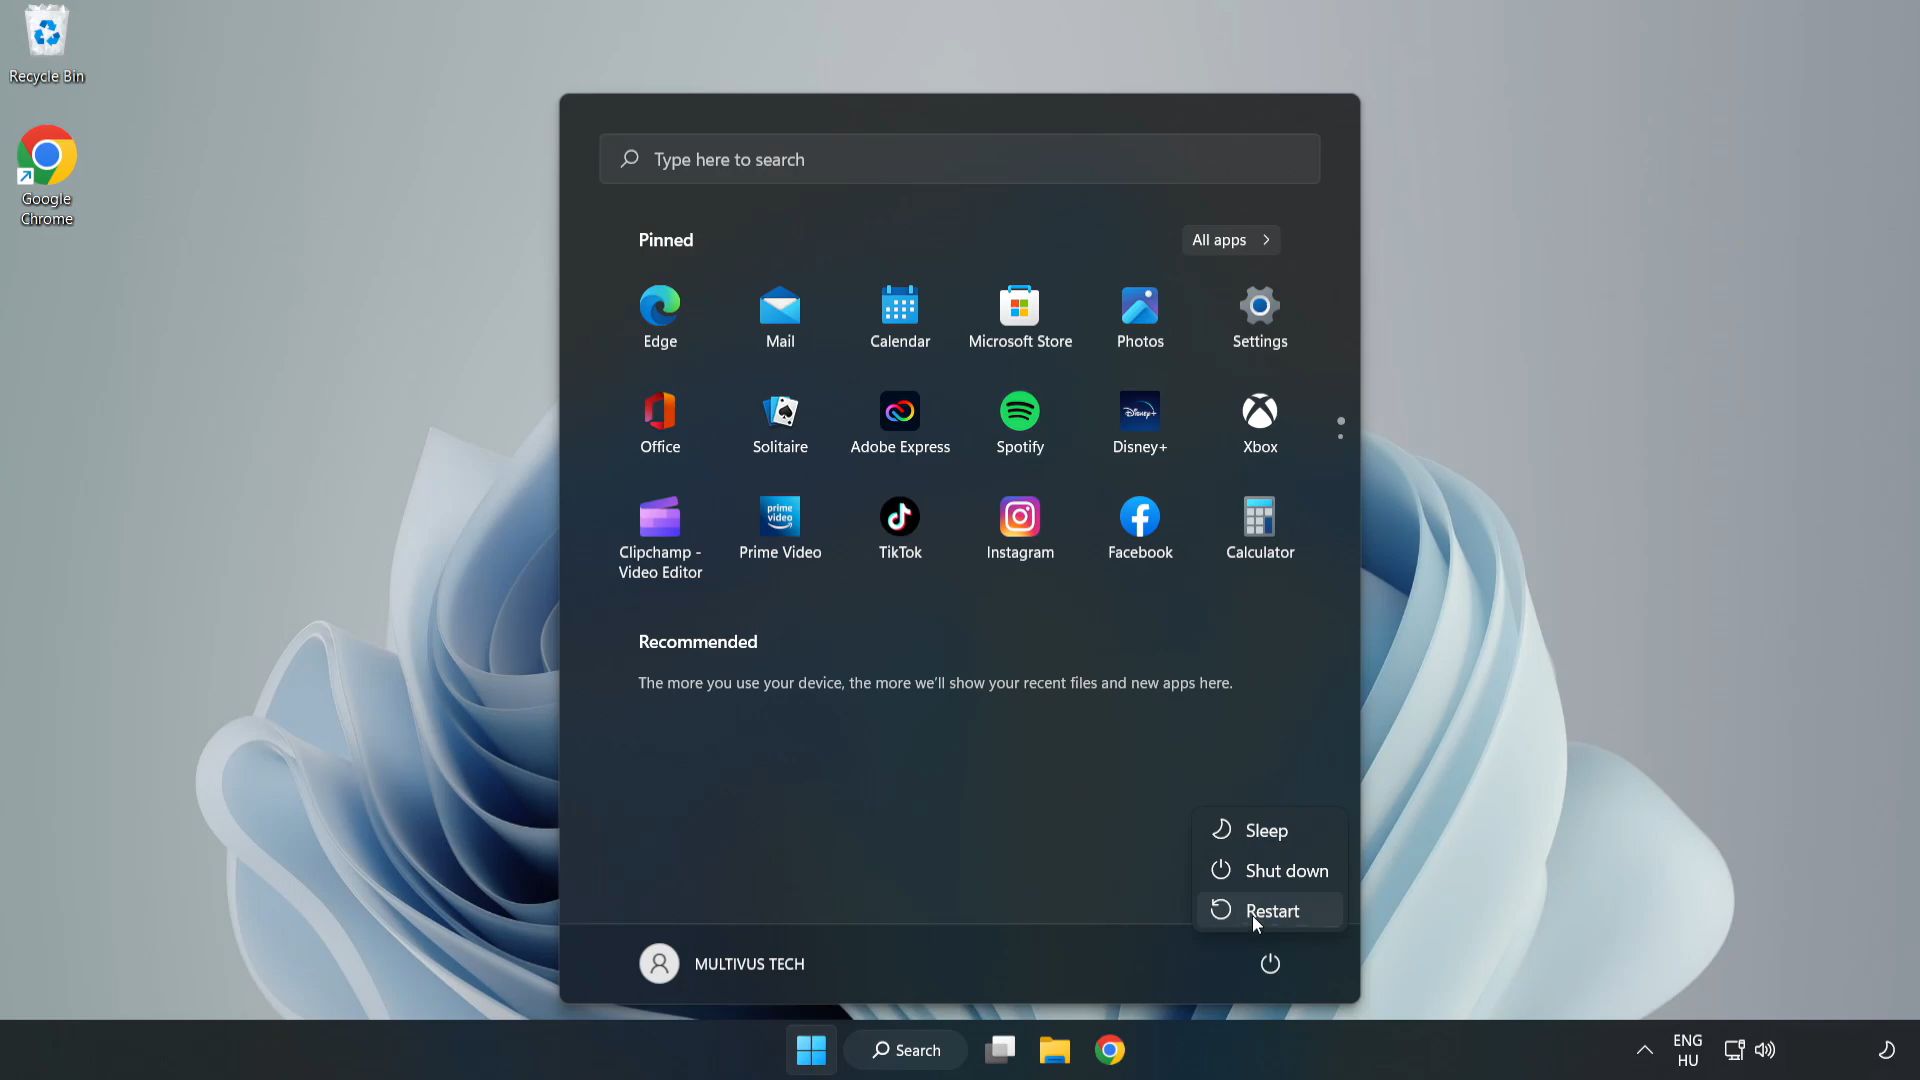 Recycle Bin
Google
Chrome
Type here to search
Pinned
All apps
Edge
Mail
Calendar
Microsoft Store
Photos
Settings
Office
Solitaire
Adobe Express
Spotify
Disney+
Disney+
Xbox
prime
video
Clipchamp -
Video Editor
Prime Video
TikTok
Instagram
Facebook
Calculator
Recommended
The more you use your device, the more we'll show your recent files and new apps here.
Sleep
Shut down
Restart
MULTIVUS TECH
Search
ENG
HU